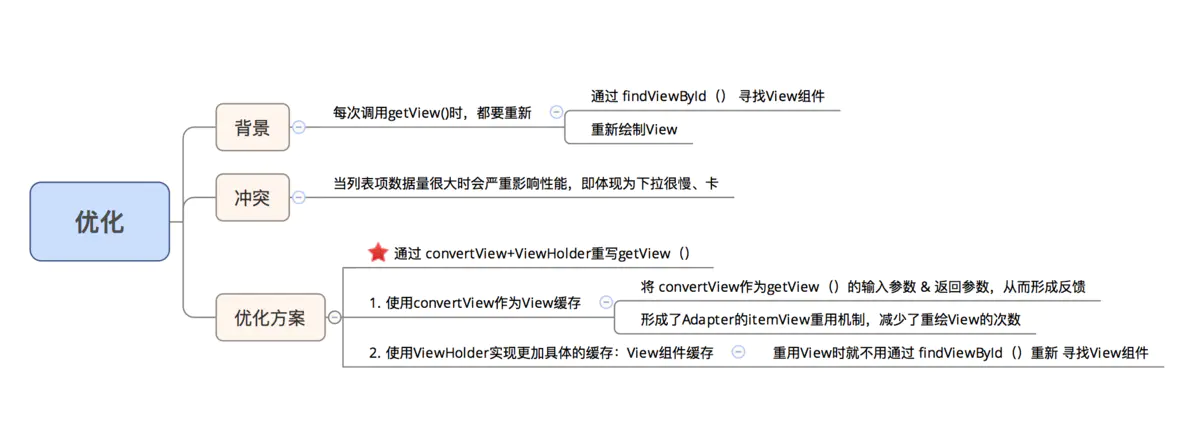 优化
背景
每次调用getView()时，都要重新
通过 findViewById（） 寻找View组件
重新绘制View
冲突
当列表项数据量很大时会严重影响性能，即体现为下拉很慢、卡
优化方案
通过 convertView+ViewHolder重写getView（）
1. 使用convertView作为View缓存
将 convertView作为getView（）的输入参数 & 返回参数，从而形成反馈
形成了Adapter的itemView重用机制，减少了重绘View的次数
2. 使用ViewHolder实现更加具体的缓存：View组件缓存
重用View时就不用通过 findViewById（）重新 寻找View组件